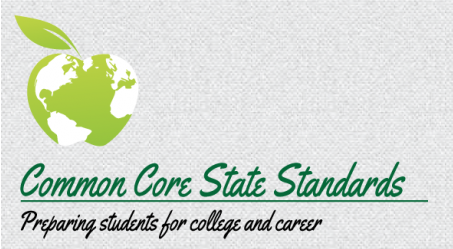 Common Core State Standards
Preparing students for college and career